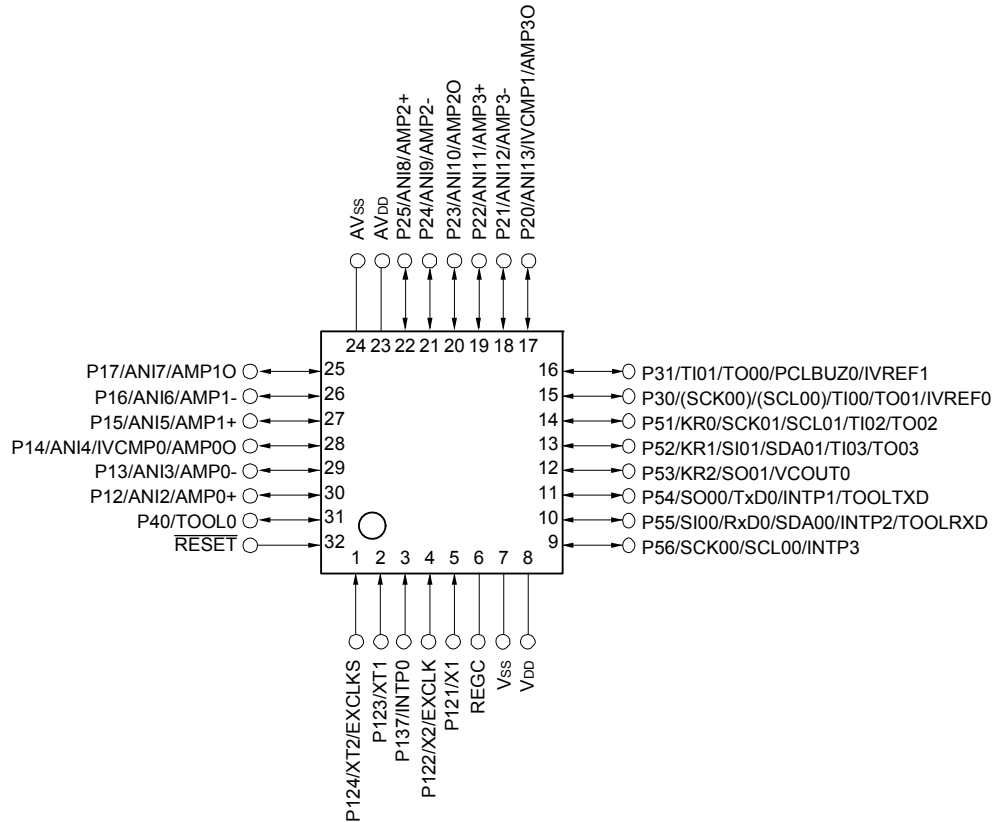 AVSS
AVDD
P25/ANI8/AMP2+
P24/ANI9/AMP2-
P23/ANI10/AMP2O
P22/ANI11/AMP3+
P21/ANI12/AMP3-
P20/ANI13/IVCMP1/AMP3O
24 23 22 21 20 19 18 17
P17/ANI7/AMP1O 25
P16/ANI6/AMP1- 26
P15/ANI5/AMP1+ 27
P14/ANI4/IVCMP0/AMP0O 28
P13/ANI3/AMP0- 29
P12/ANI2/AMP0+ 30
P40/TOOL0 31
RESET 32
16 P31/TI01/TO00/PCLBUZ0/IVREF1
15 P30/(SCK00)/(SCL00)/TI00/TO01/IVREF0
14 P51/KR0/SCK01/SCL01/TI02/TO02
13 P52/KR1/SI01/SDA01/TI03/TO03
12 P53/KR2/SO01/VCOUT0
11 P54/SO00/TxD0/INTP1/TOOLTXD
10 P55/SI00/RxD0/SDA00/INTP2/TOOLRXD
9 P56/SCK00/SCL00/INTP3
1 2 3 4 5 6 7 8
P124/XT2/EXCLKS
P123/XT1
P137/INTP0
P122/X2/EXCLK
P121/X1
REGC
VSS
VDD